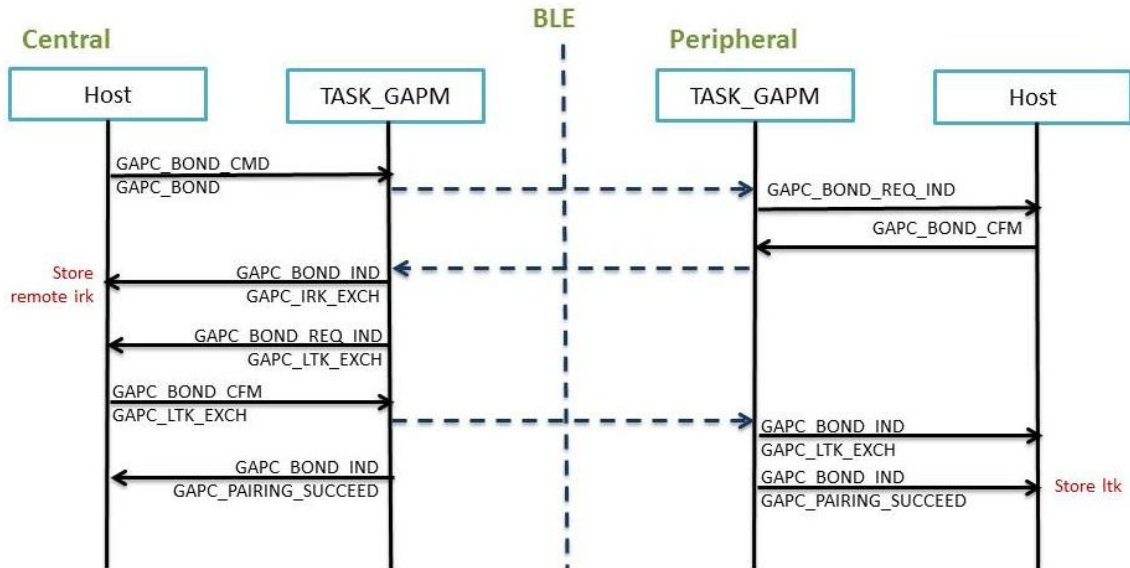 BLE
Central
Peripheral
Host
TASK_GAPM
TASK_GAPM
Host
GAPC_BOND_CMD
GAPC_BOND
GAPC_BOND_REQ_IND
GAPC_BOND_CFM
Store
remote irk
GAPC_BOND_IND
GAPC_IRK_EXCH
GAPC_BOND_REQ_IND
GAPC_LTK_EXCH
GAPC_BOND_CFM
GAPC_LTK_EXCH
GAPC_BOND_IND
GAPC_LTK_EXCH
GAPC_BOND_IND
GAPC_PAIRING_SUCCEED
GAPC_BOND_IND
GAPC_PAIRING_SUCCEED
Store ltk